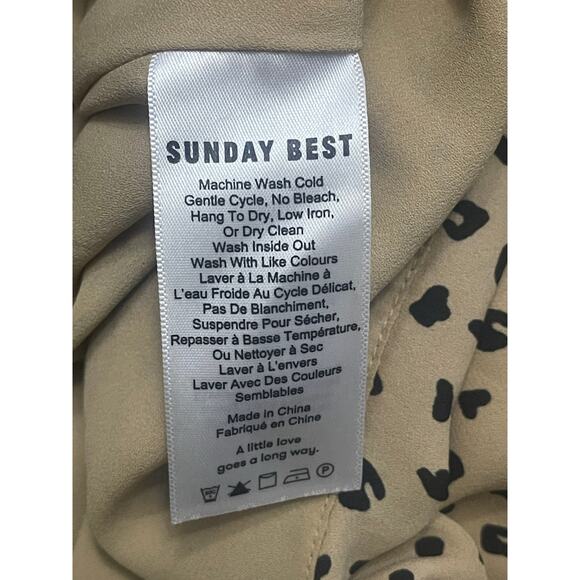 SUNDAY BEST
Machine Wash Cold
Gentle Cycle, No Bleach,
Hang To Dry, Low Iron,
Or Dry Clean
Wash Inside Out
Wash With Like Colours
Laver à La Machine à
L'eau Froide Au Cycle Délicat,
Pas De Blanchiment,
Suspendre Pour Sécher,
Repasser à Basse Température,
Ou Nettoyer à Sec
Laver à L'envers
Laver Avec Des Couleurs
Semblables
Made in China
Fabriqué en Chine
A little love
goes a long way.
P